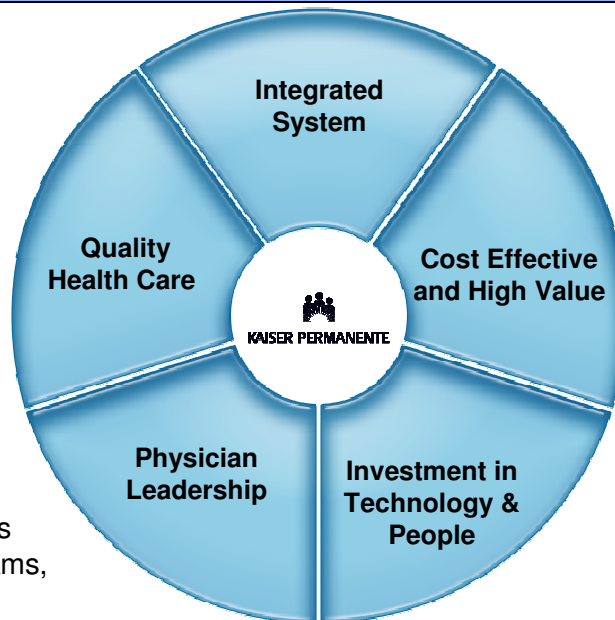 Integrated
System
Quality
Health Care
Cost Effective
and High Value
KAISER PERMANENTE
Physician
Leadership
Investment in
Technology &
People